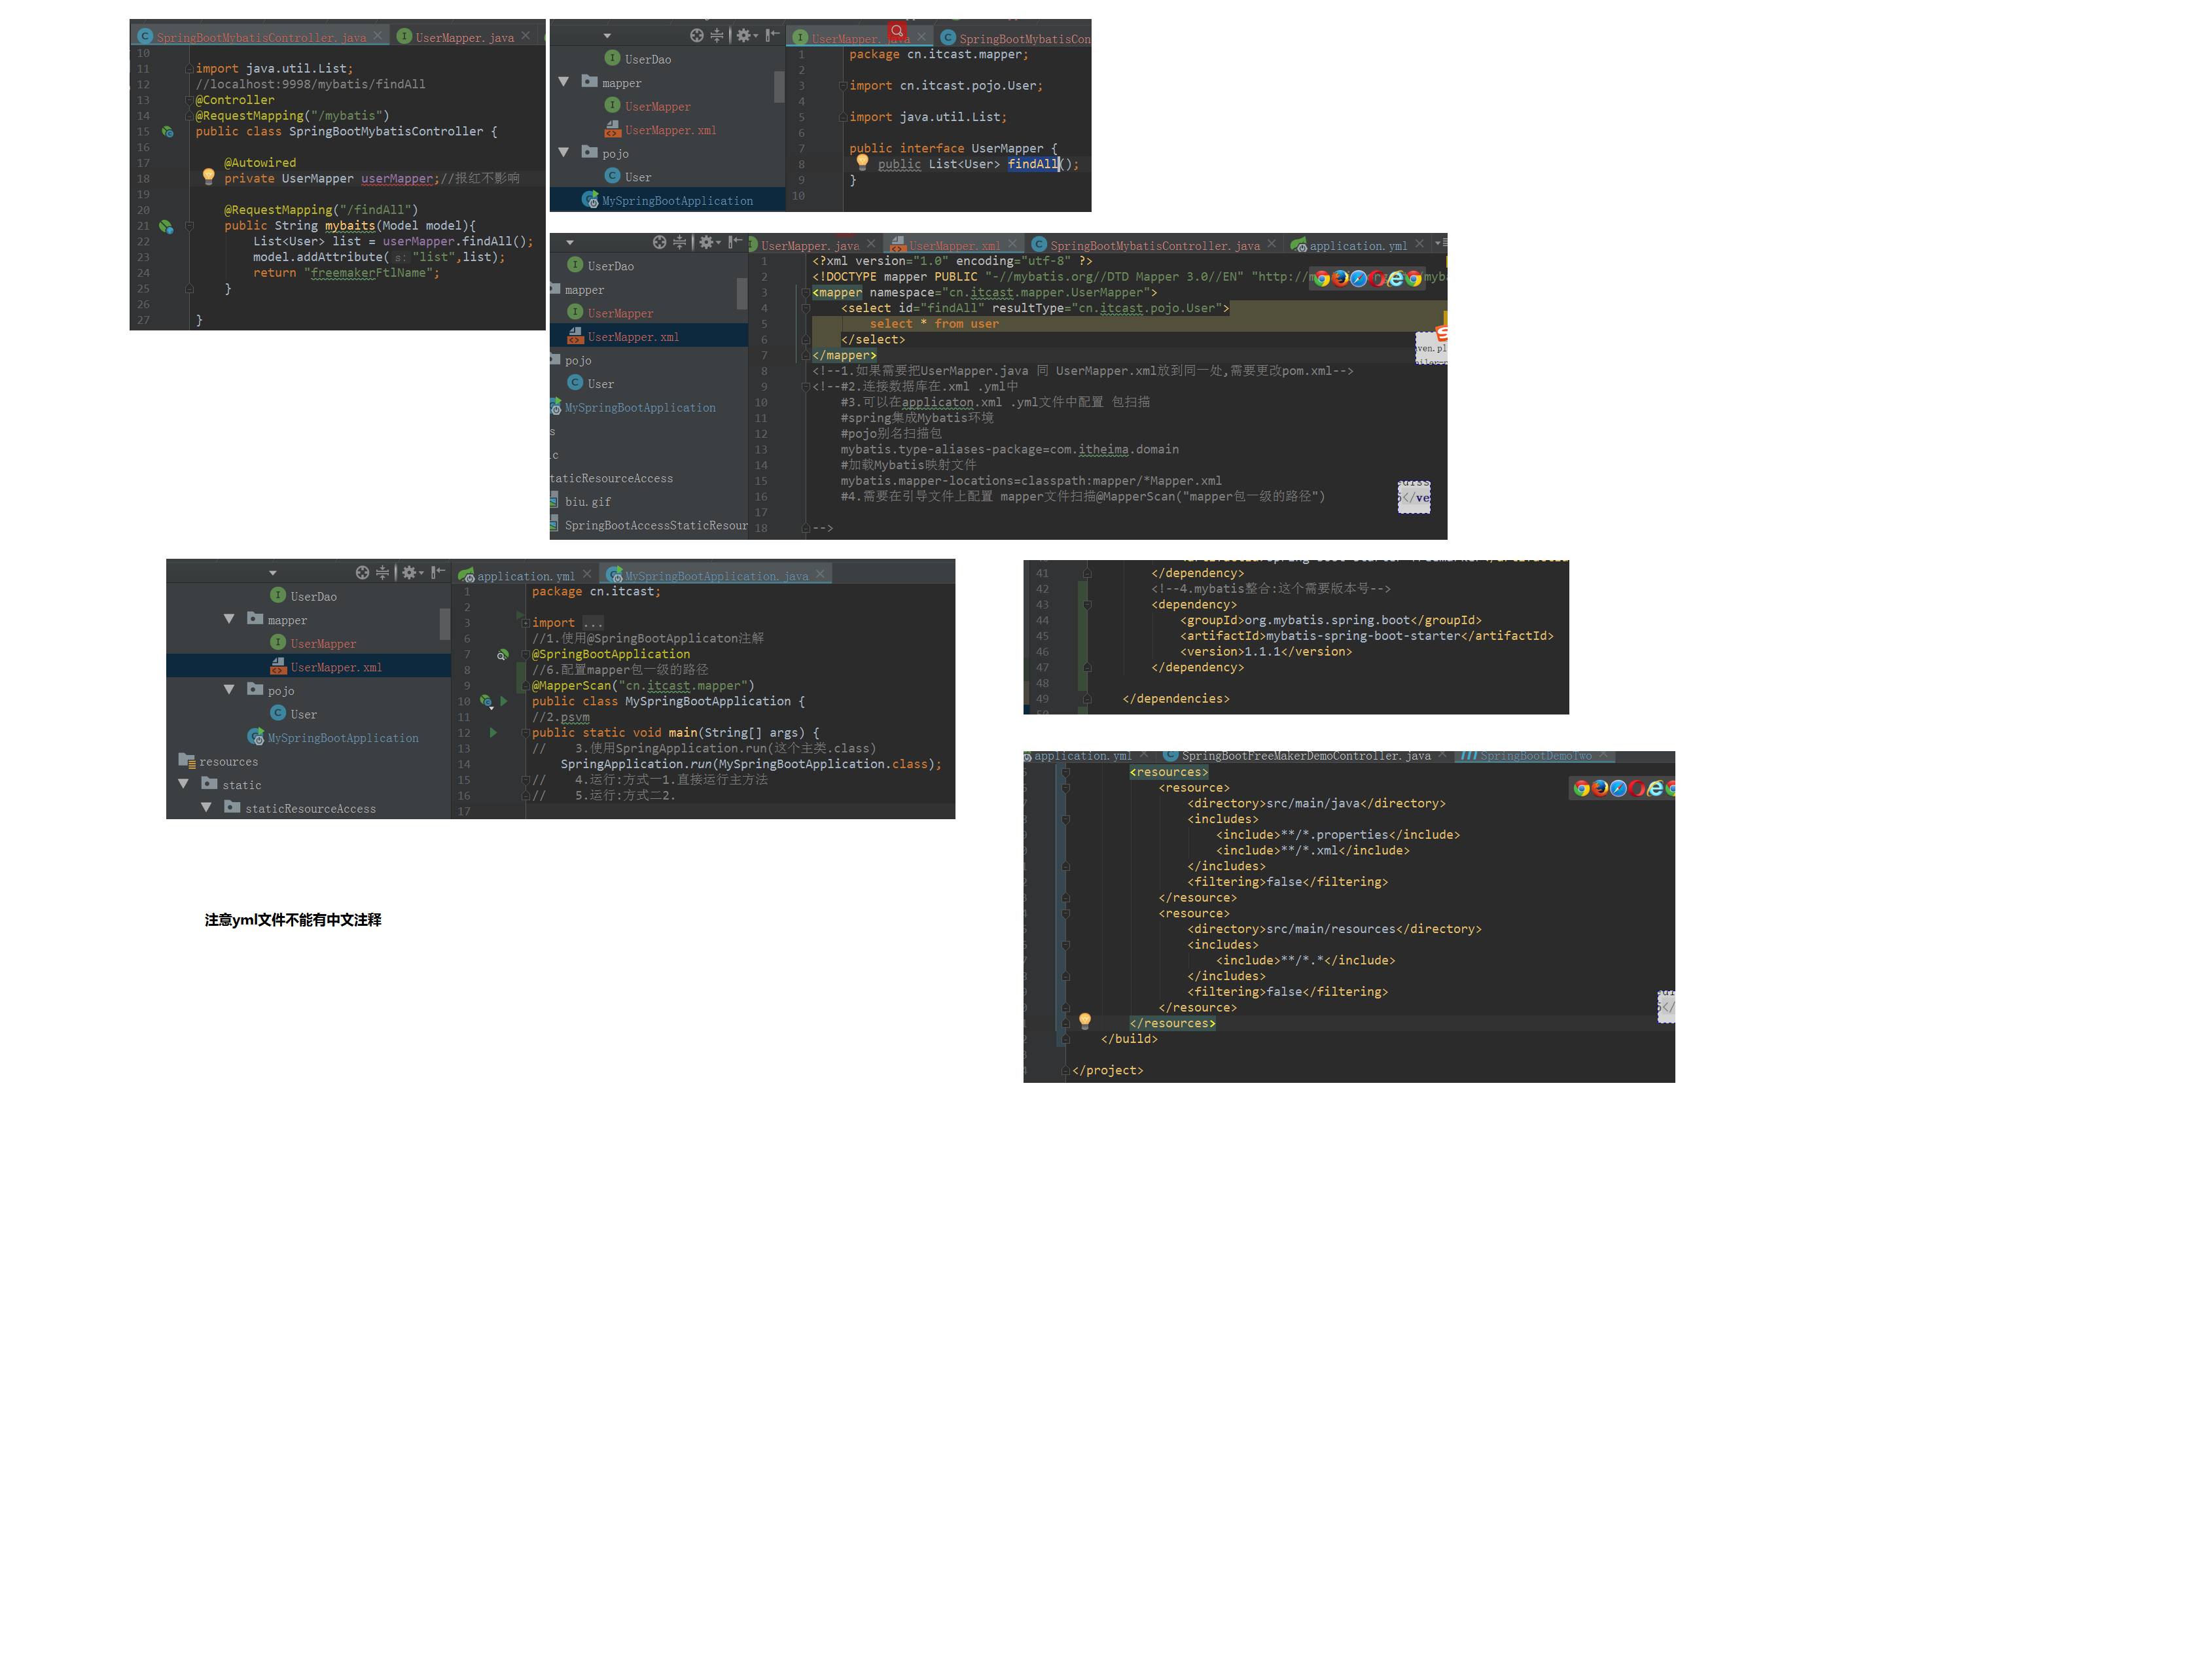 SpringBootMybatisController.java
UserMapper.java
10
11 import java.util.List;
12 //localhost:9998/mybatis/findAll
13 @Controller
14 @RequestMapping("/mybatis")
15 public class SpringBootMybatisController {
16
17 @Autowired
18 private UserMapper userMapper;//报红不影响
19
20 @RequestMapping("/findAll")
21 public String mybaits(Model model){
22 List<User> list = userMapper.findAll();
23 model.addAttribute( s: "list",list);
24 return "freemakerFtlName";
25 }
26
27 }
UserDao
mapper
UserMapper
UserMapper.xml
pojo
User
MySpringBootApplication
SpringBootMybatisCon
1 package cn.itcast.mapper;
2
3 import cn.itcast.pojo.User;
4
5 import java.util.List;
6
7 public interface UserMapper {
8 public List<User> findAll();
9 }
10
UserDao
mapper
UserMapper
UserMapper.xml
pojo
User
MySpringBootApplication
s
ic
taticResourceAccess
biu.gif
SpringBootAccessStaticResour
UserMapper.java UserMapper.xml SpringBootMybatisController.java application.yml
1 <?xml version="1.0" encoding="utf-8" ?>
2 <!DOCTYPE mapper PUBLIC "-//mybatis.org//DTD Mapper 3.0//EN" "http://m
3 <mapper namespace="cn.itcast.mapper.UserMapper">
4 <select id="findAll" resultType="cn.itcast.pojo.User">
5 select * from user
6 </select>
7 </mapper>
8 <!--1.如果需要把UserMapper.java 同 UserMapper.xml放到同一处,需要更改pom.xml-->
9 <!--#2.连接数据库在.xml .yml中
10 #3.可以在applicaton.xml .yml文件中配置 包扫描
11 #spring集成Mybatis环境
12 #pojo别名扫描包
13 mybatis.type-aliases-package=com.itheima.domain
14 #加载Mybatis映射文件
15 mybatis.mapper-locations=classpath:mapper/*Mapper.xml
16 #4.需要在引导文件上配置 mapper文件扫描@MapperScan("mapper包一级的路径")
17
18 -->
UserDao
mapper
UserMapper
UserMapper.xml
pojo
User
MySpringBootApplication
resources
static
staticResourceAccess
application.yml MySpringBootApplication.java
1 package cn.itcast;
2
3 import ...
6 //1.使用@SpringBootApplicaton注解
7 @SpringBootApplication
8 //6.配置mapper包一级的路径
9 @MapperScan("cn.itcast.mapper")
10 public class MySpringBootApplication {
11 //2.psvm
12 public static void main(String[] args) {
13 // 3.使用SpringApplication.run(这个主类.class)
14 SpringApplication.run(MySpringBootApplication.class);
15 // 4.运行:方式一1.直接运行主方法
16 // 5.运行:方式二2.
17
41 </dependency>
42 <!--4.mybatis整合:这个需要版本号-->
43 <dependency>
44 <groupId>org.mybatis.spring.boot</groupId>
45 <artifactId>mybatis-spring-boot-starter</artifactId>
46 <version>1.1.1</version>
47 </dependency>
48
49 </dependencies>
application.yml SpringBootFreeMakerDemoController.java SpringBootDemoTwo
<resources>
<resource>
<directory>src/main/java</directory>
<includes>
<include>**/*.properties</include>
<include>**/*.xml</include>
</includes>
<filtering>false</filtering>
</resource>
<resource>
<directory>src/main/resources</directory>
<includes>
<include>**/*.*</include>
</includes>
<filtering>false</filtering>
</resource>
</resources>
</build>
</project>
注意yml文件不能有中文注释